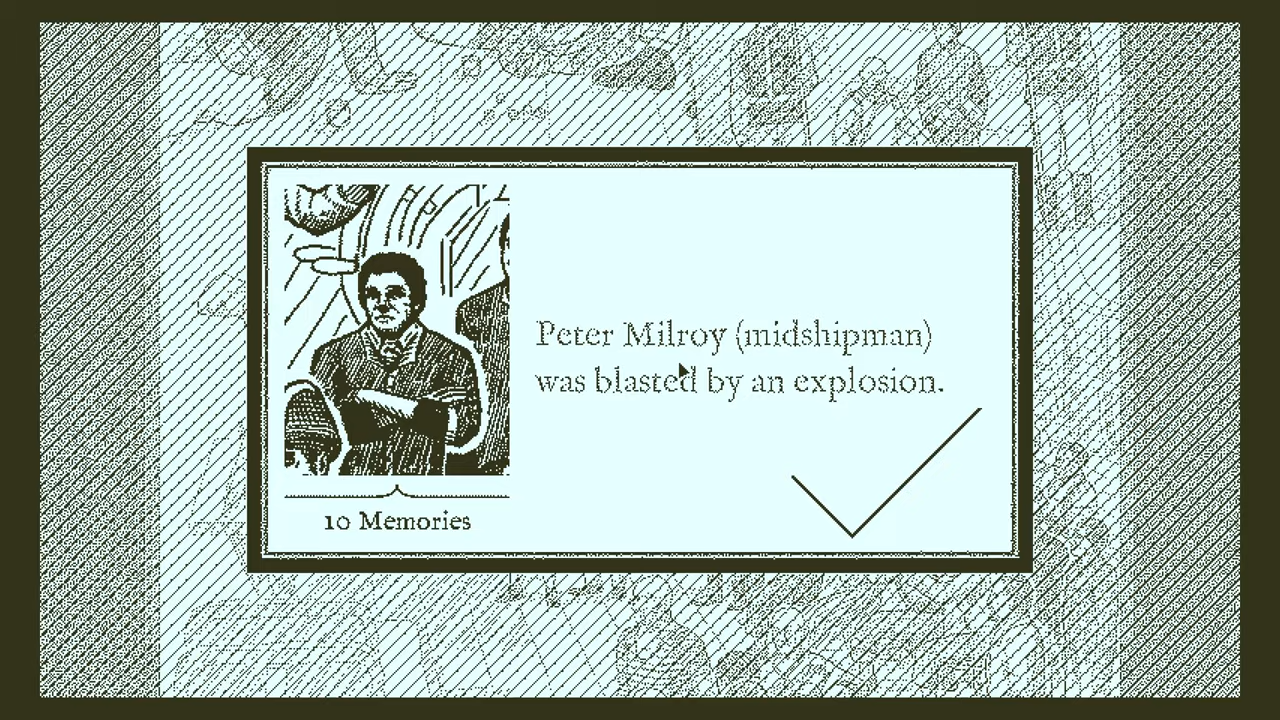 Peter Milroy (midshipman)
was blasted by an explosion.
10 Memories